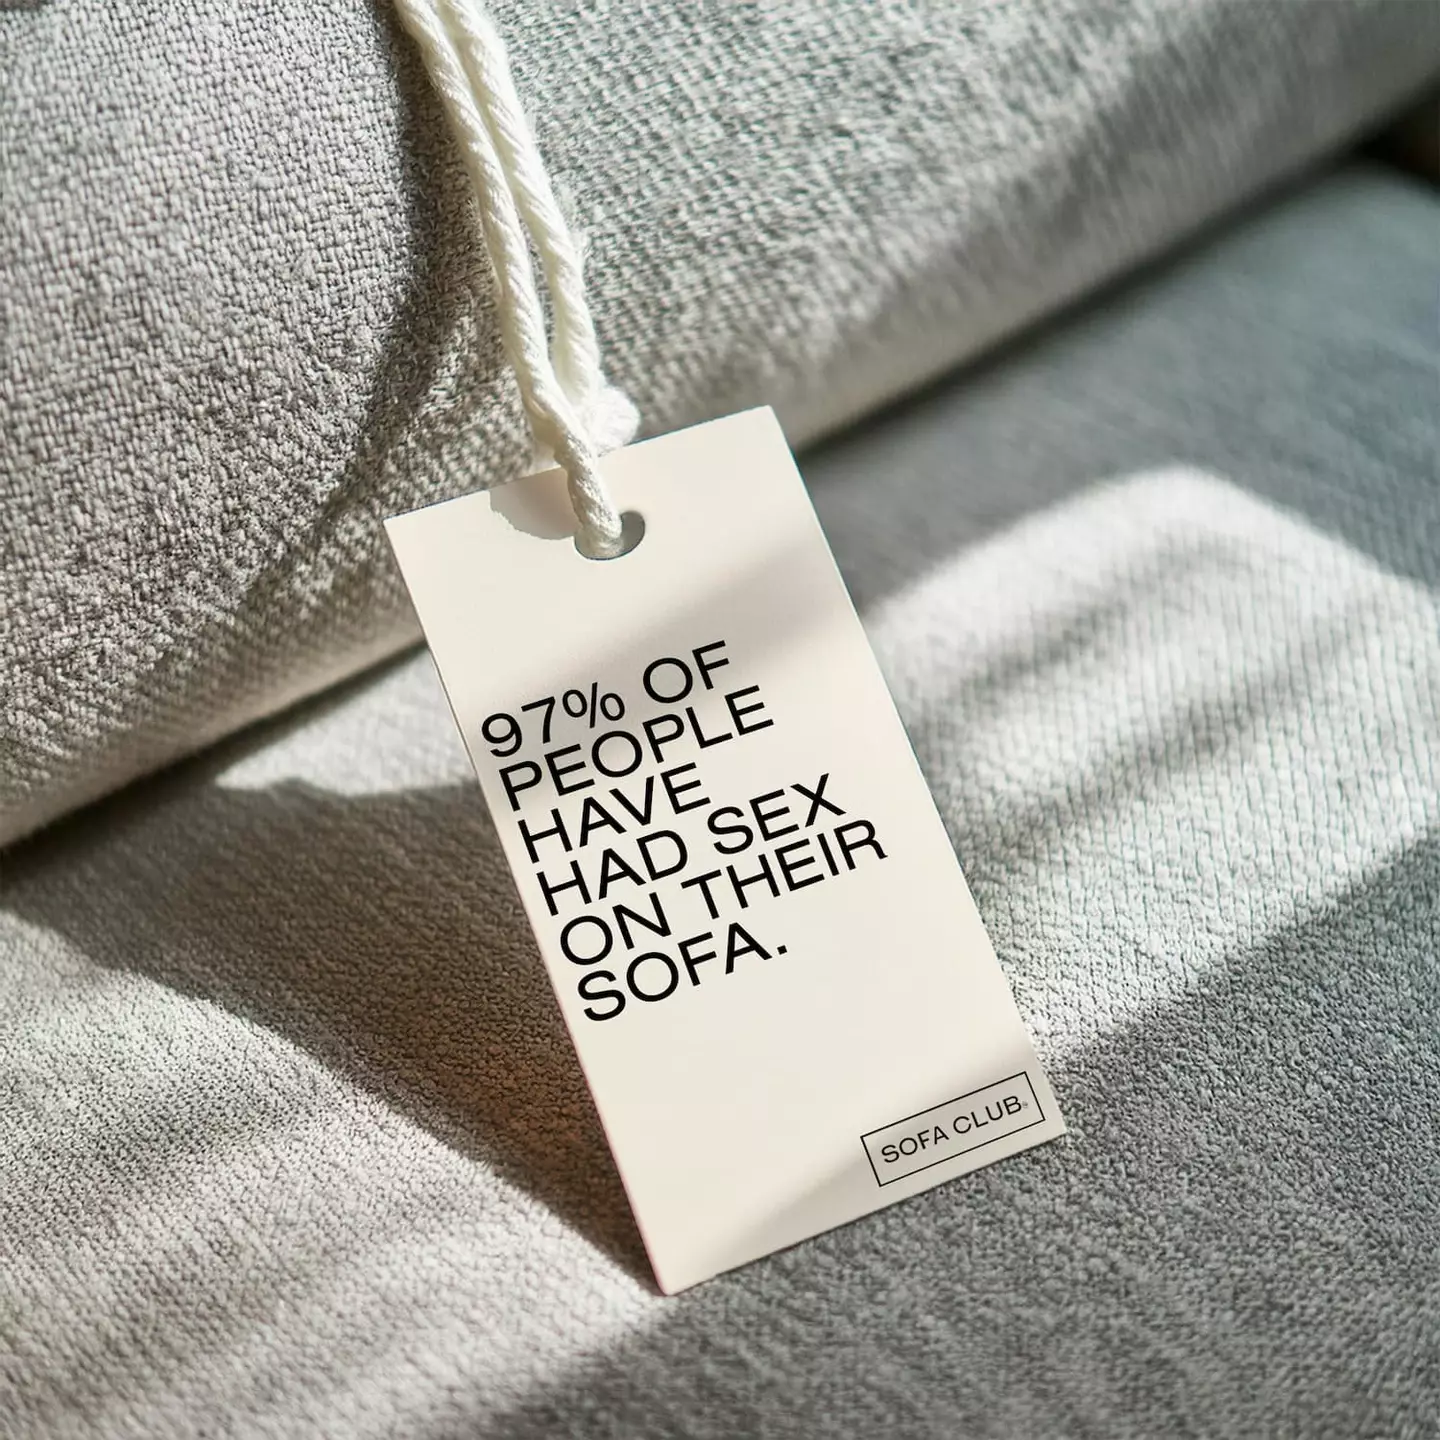 97% OF
PEOPLE
HAVE
HAD SEX
ON THEIR
SOFA.
SOFA CLUB®